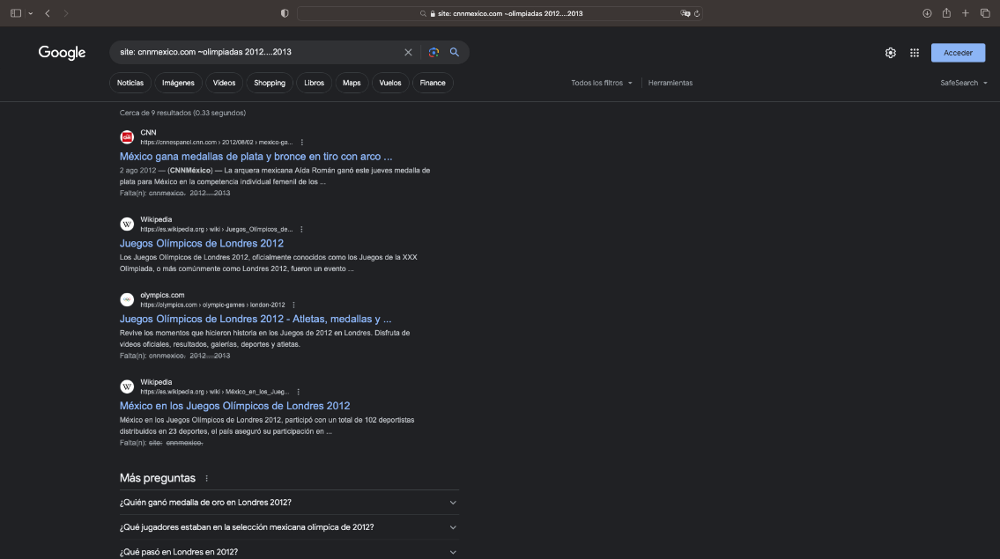 site: cnnmexico.com ~olimpiadas 2012....2013
Google
site: cnnmexico.com ~olimpiadas 2012....2013
Acceder
Noticias
Imágenes
Vídeos
Shopping
Libros
Maps
Vuelos
Finance
Todos los filtros
Herramientas
SafeSearch
Cerca de 9 resultados (0.33 segundos)
CNN
https://cnnespanol.cnn.com › 2012/08/02 › mexico-ga...
México gana medallas de plata y bronce en tiro con arco ...
2 ago 2012 — (CNNMéxico) — La arquera mexicana Aída Román ganó este jueves medalla de
plata para México en la competencia individual femenil de los ...
Falta(n): cnnmexico. 2012....2013
W
Wikipedia
https://es.wikipedia.org › wiki › Juegos_Olímpicos_de...
Juegos Olímpicos de Londres 2012
Los Juegos Olímpicos de Londres 2012, oficialmente conocidos como los Juegos de la XXX
Olimpiada, o más comúnmente como Londres 2012, fueron un evento ...
olympics.com
https://olympics.com › olympic-games › london-2012
Juegos Olímpicos de Londres 2012 - Atletas, medallas y ...
Revive los momentos que hicieron historia en los Juegos de 2012 en Londres. Disfruta de
videos oficiales, resultados, galerías, deportes y atletas.
Falta(n): cnnmexico. 2012....2013
W
Wikipedia
https://es.wikipedia.org › wiki › México_en_los_Jueg...
México en los Juegos Olímpicos de Londres 2012
México en los Juegos Olímpicos de Londres 2012, participó con un total de 102 deportistas
distribuidos en 23 deportes, el país aseguró su participación en ...
Falta(n): site: cnnmexico.
Más preguntas
¿Quién ganó medalla de oro en Londres 2012?
¿Qué jugadores estaban en la selección mexicana olímpica de 2012?
¿Qué pasó en Londres en 2012?